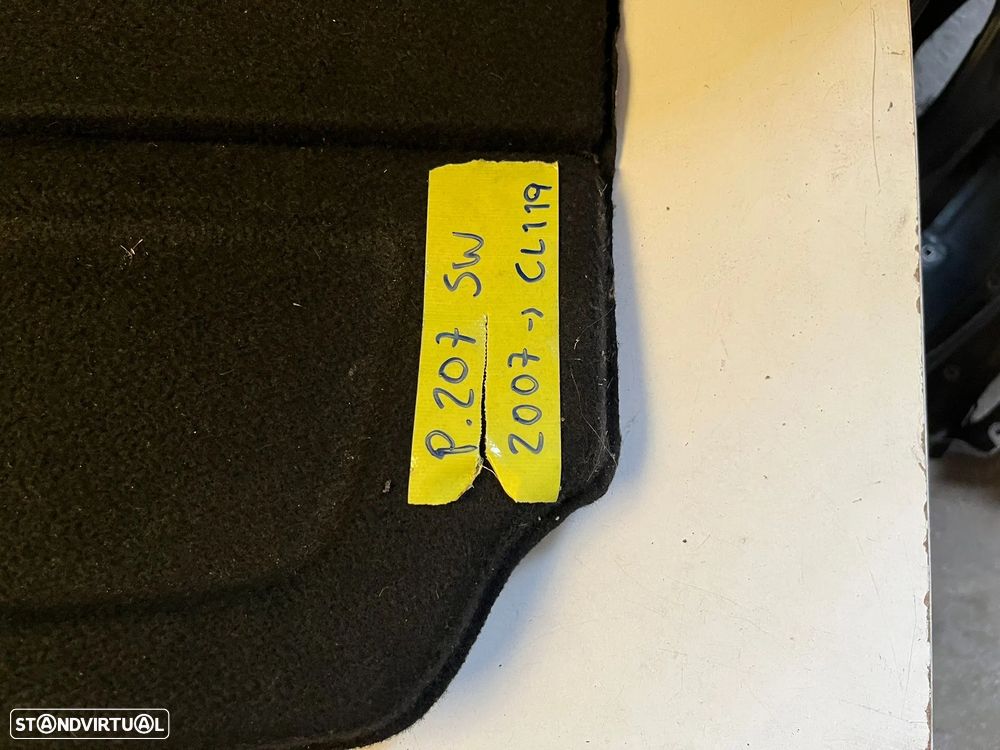 P.207 SW
2007 -> CL119
STANDVIRTUAL